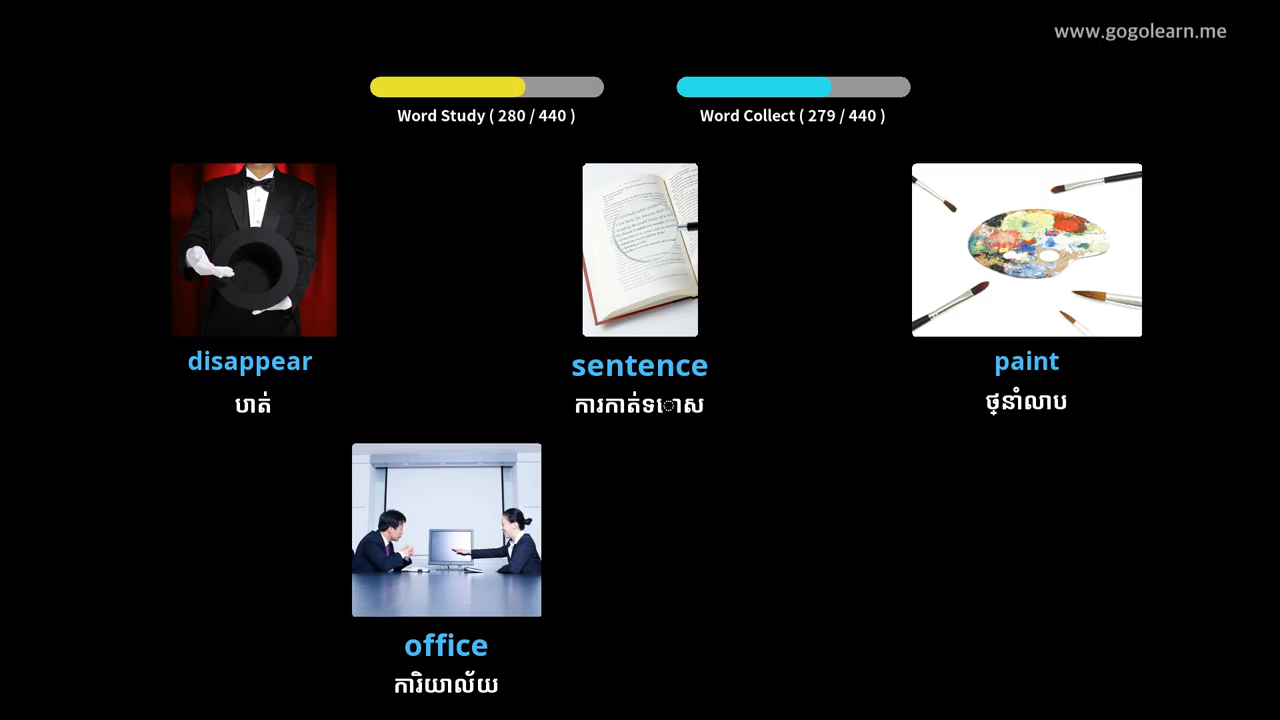 www.gogolearn.me
Word Study ( 280 / 440 )
Word Collect ( 279 / 440 )
disappear
បាត់
sentence
ការកាត់ទោស
paint
ថ្នាំលាប
office
ការិយាល័យ